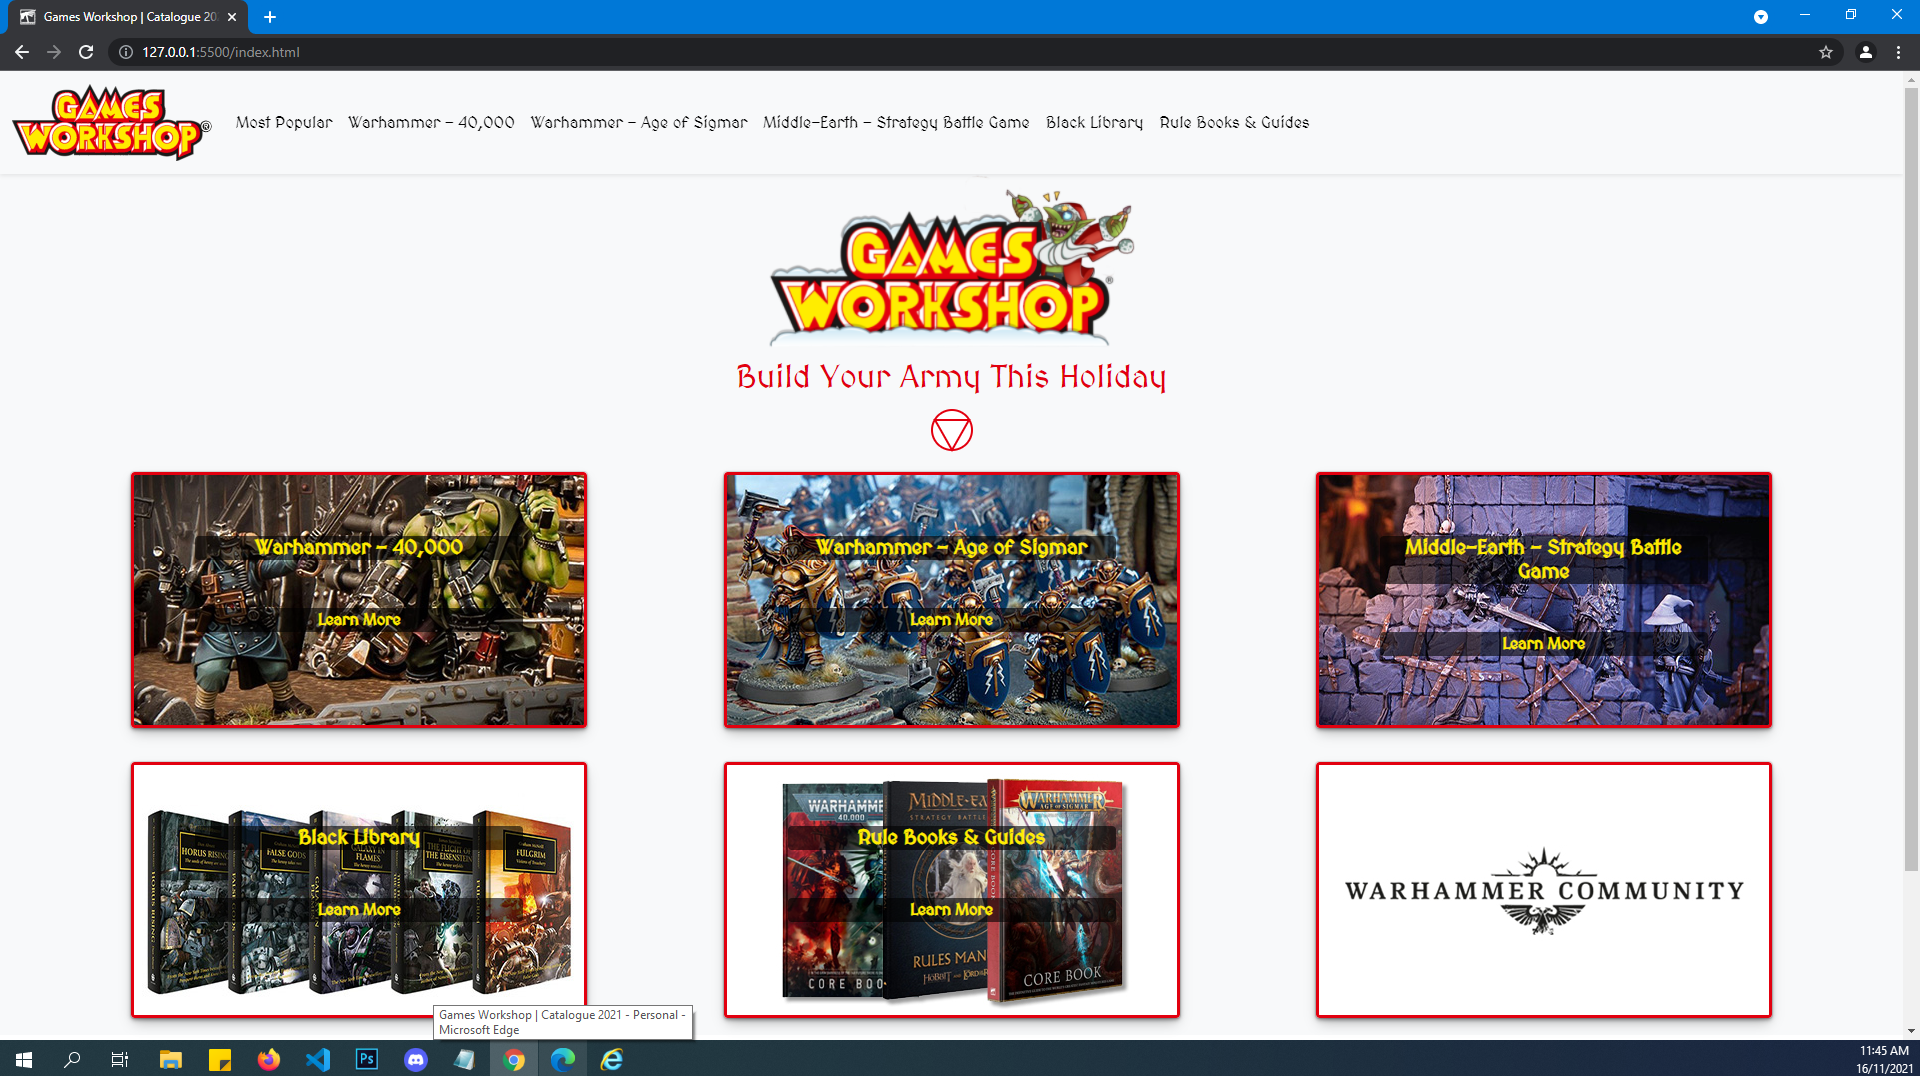 Games Workshop | Catalogue 20
127.0.0.1:5500/index.html
GAMES
WORKSHOP®
Most Popular
Warhammer - 40,000
Warhammer - Age of Sigmar
Middle-Earth - Strategy Battle Game
Black Library
Rule Books & Guides
GAMES
WORKSHOP®
Build Your Army This Holiday
Warhammer - 40,000
Learn More
Warhammer - Age of Sigmar
Learn More
Middle-Earth - Strategy Battle
Game
Learn More
Black Library
Learn More
HORUS RISING
FALSE GODS
GALAXY IN
FLAMES
THE FLIGHT OF
THE EISENSTEIN
FULGRIM
Rule Books & Guides
Learn More
WARHAMME
40,000
CORE BOO
MIDDLE-EA
STRATEGY BATTLE
RULES MAN
WARHAMMER
AGE OF SIGMAR
CORE BOOK
WARHAMMER COMMUNITY
Games Workshop | Catalogue 2021 - Personal -
Microsoft Edge
Ps
11:45 AM
16/11/2021